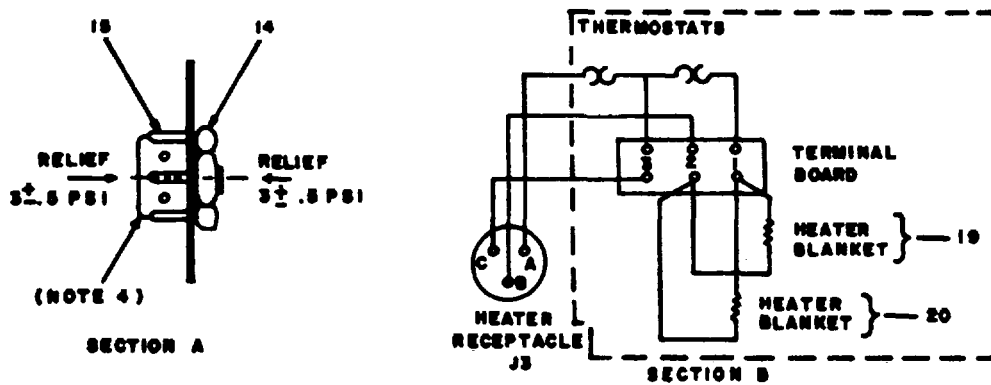 15
14
RELIEF
3± .5 PSI
RELIEF
3± .5 PSI
(NOTE 4)
SECTION A
THERMOSTATS
3 2 1
TERMINAL
BOARD
C A
B
HEATER
RECEPTACLE
J3
HEATER
BLANKET } — 19
HEATER
BLANKET } — 20
SECTION B